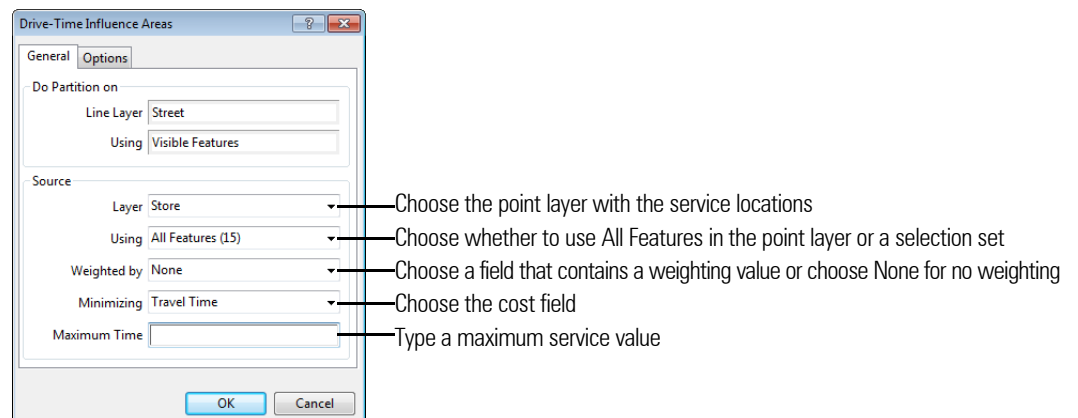 Drive-Time Influence Areas
General Options
Do Partition on
Line Layer Street
Using Visible Features
Source
Layer Store Choose the point layer with the service locations
Using All Features (15) Choose whether to use All Features in the point layer or a selection set
Weighted by None Choose a field that contains a weighting value or choose None for no weighting
Minimizing Travel Time Choose the cost field
Maximum Time Type a maximum service value
OK Cancel